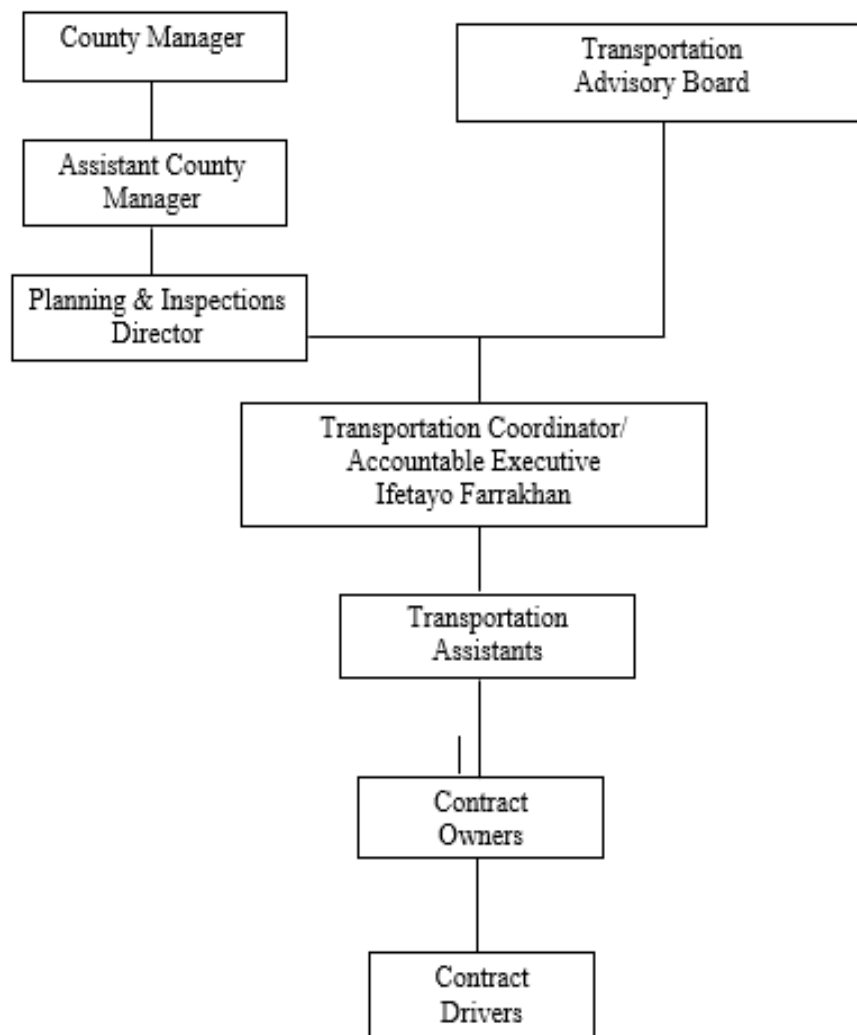 County Manager
Transportation
Advisory Board
Assistant County
Manager
Planning & Inspections
Director
Transportation Coordinator/
Accountable Executive
Ifetayo Farrakhan
Transportation
Assistants
Contract
Owners
Contract
Drivers